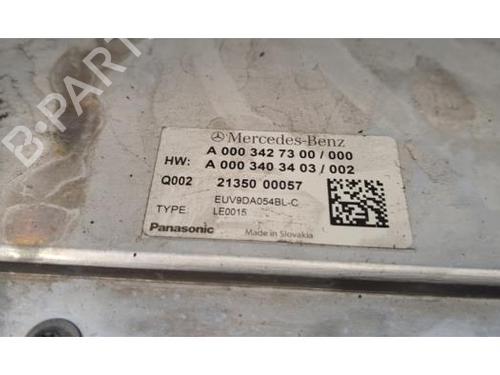 Mercedes-Benz
A 000 342 73 00 / 000
HW: A 000 340 34 03 / 002
Q002 21350 00057
EUV9DA054BL-C
TYPE LE0015
Panasonic Made in Slovakia